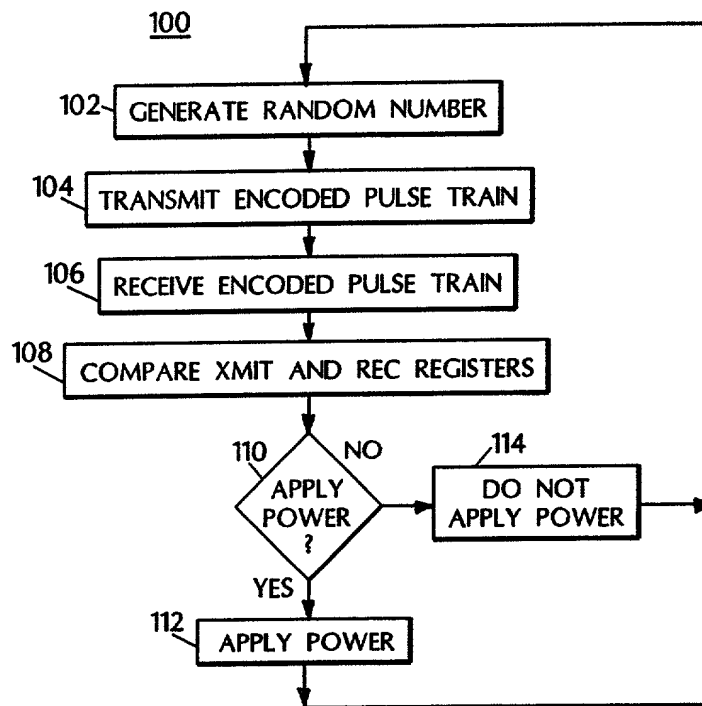 100
102
GENERATE RANDOM NUMBER
104
TRANSMIT ENCODED PULSE TRAIN
106
RECEIVE ENCODED PULSE TRAIN
108
COMPARE XMIT AND REC REGISTERS
110
NO
APPLY
POWER
?
114
DO NOT
APPLY POWER
YES
112
APPLY POWER